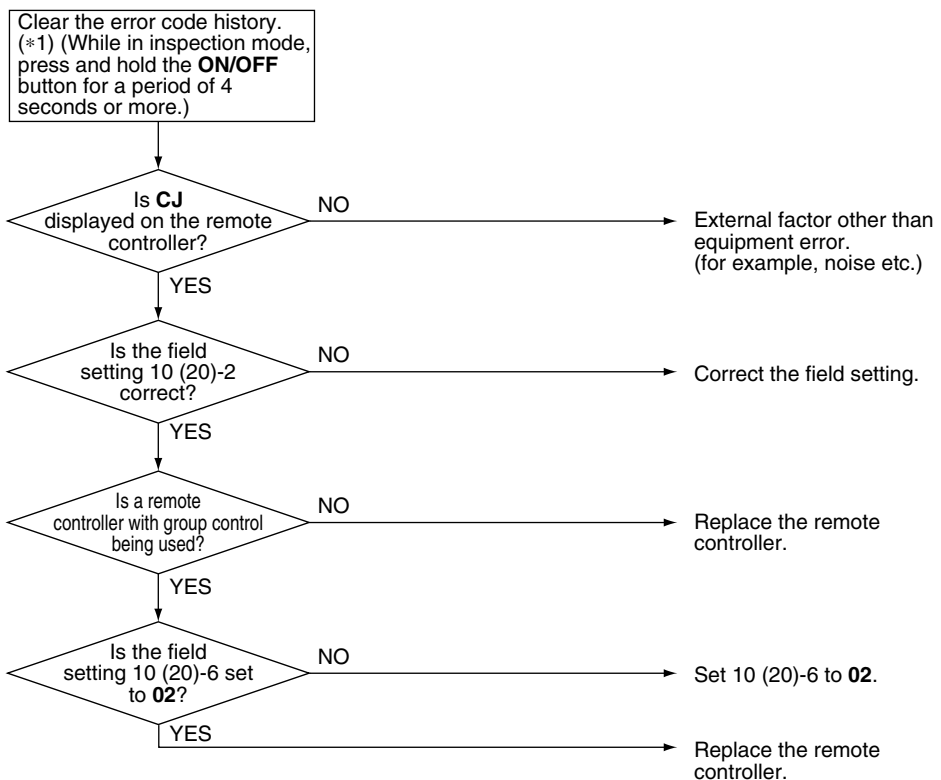 Clear the error code history.
(*1) (While in inspection mode,
press and hold the ON/OFF
button for a period of 4
seconds or more.)
Is CJ
displayed on the remote
controller?
NO
External factor other than
equipment error.
(for example, noise etc.)
YES
Is the field
setting 10 (20)-2
correct?
NO
Correct the field setting.
YES
Is a remote
controller with group control
being used?
NO
Replace the remote
controller.
YES
Is the field
setting 10 (20)-6 set
to 02?
NO
Set 10 (20)-6 to 02.
YES
Replace the remote
controller.